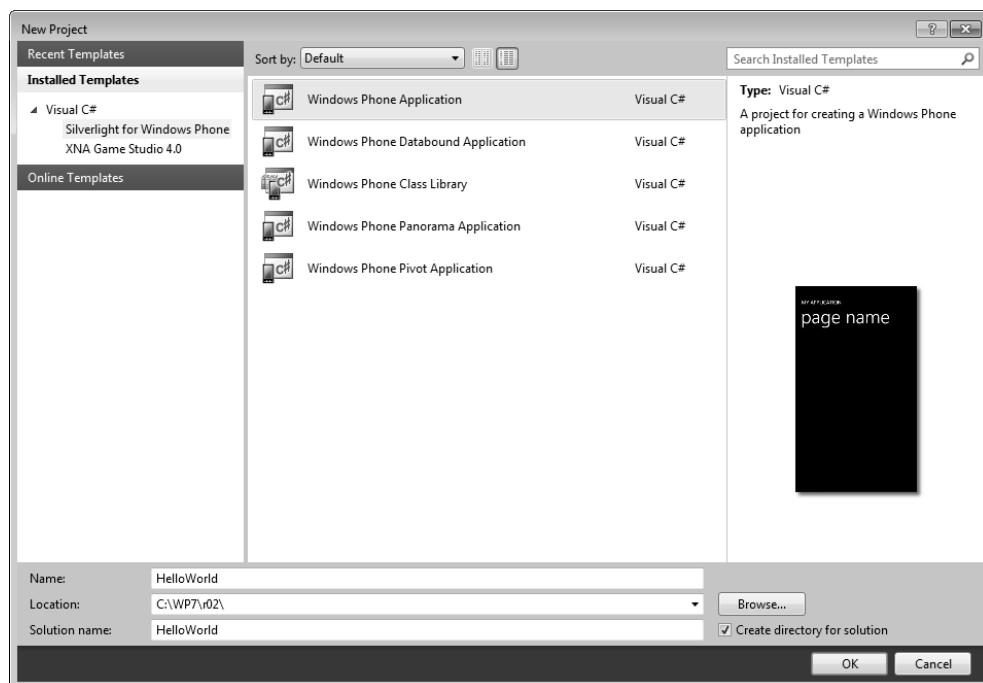 New Project
Recent Templates
Installed Templates
Visual C#
Silverlight for Windows Phone
XNA Game Studio 4.0
Online Templates
Sort by: Default
Search Installed Templates
Windows Phone Application Visual C#
Windows Phone Databound Application Visual C#
Windows Phone Class Library Visual C#
Windows Phone Panorama Application Visual C#
Windows Phone Pivot Application Visual C#
Type: Visual C#
A project for creating a Windows Phone
application
MY APPLICATION
page name
Name: HelloWorld
Location: C:\WP7\r02\
Browse...
Solution name: HelloWorld
Create directory for solution
OK Cancel